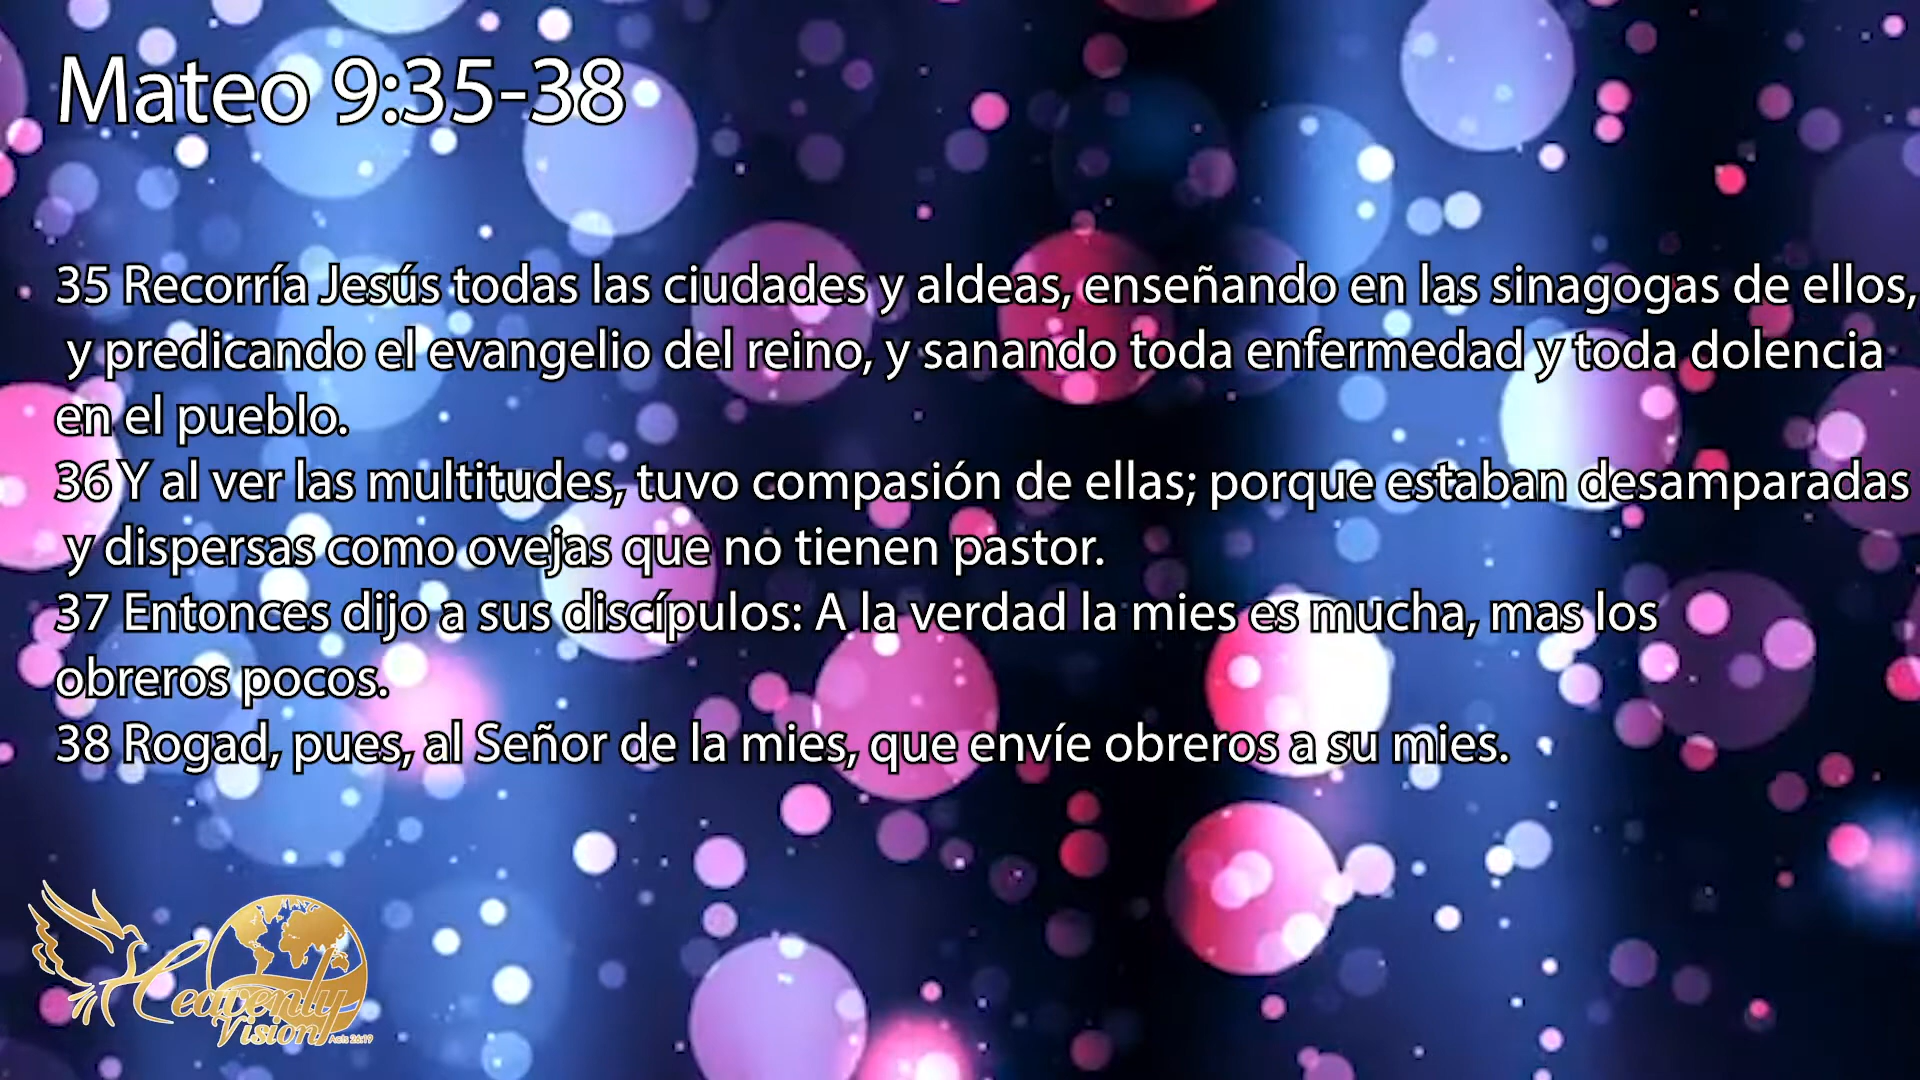 Mateo 9:35-38
35 Recorría Jesús todas las ciudades y aldeas, enseñando en las sinagogas de ellos,
y predicando el evangelio del reino, y sanando toda enfermedad y toda dolencia
en el pueblo.
36 Y al ver las multitudes, tuvo compasión de ellas; porque estaban desamparadas
y dispersas como ovejas que no tienen pastor.
37 Entonces dijo a sus discípulos: A la verdad la mies es mucha, mas los
obreros pocos.
38 Rogad, pues, al Señor de la mies, que envíe obreros a su mies.
Heavenly
Vision
Acts 26:19